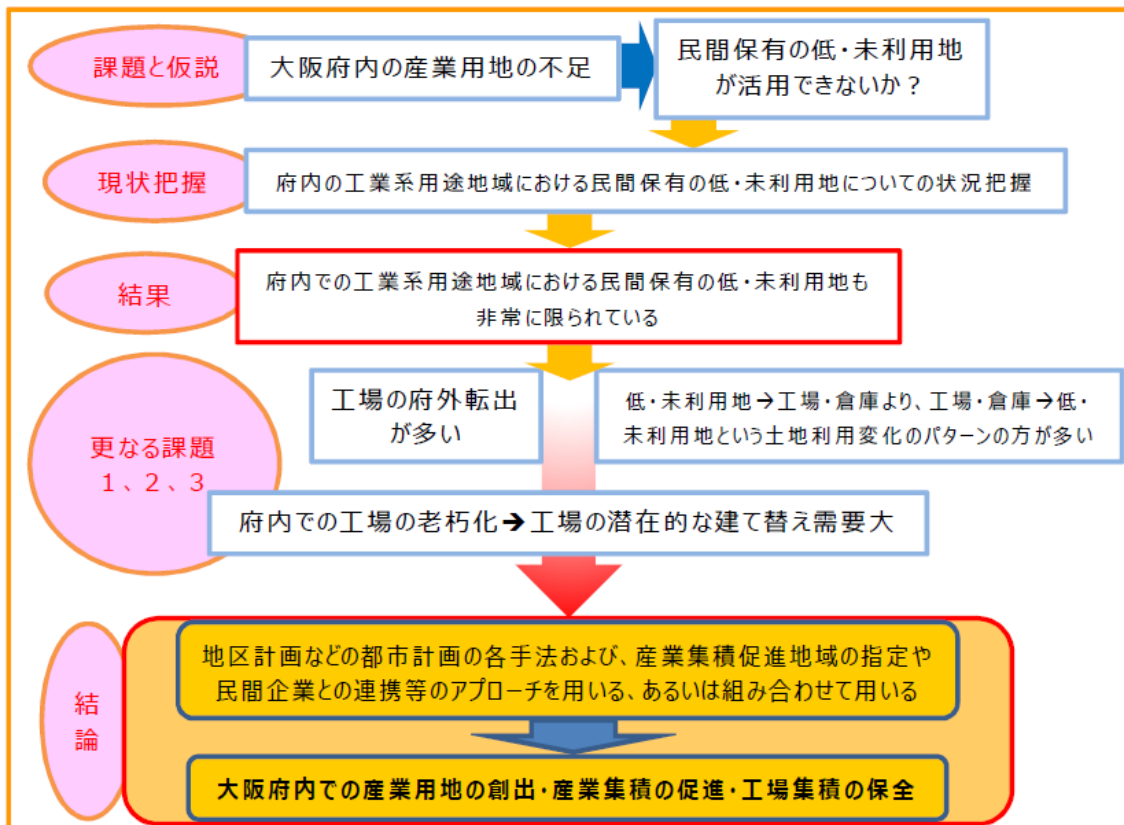 課題と仮説
大阪府内の産業用地の不足
民間保有の低・未利用地
が活用できないか？
現状把握
府内の工業系用途地域における民間保有の低・未利用地についての状況把握
結果
府内での工業系用途地域における民間保有の低・未利用地も
非常に限られている
更なる課題
１、２、３
工場の府外転出
が多い
低・未利用地→工場・倉庫より、工場・倉庫→低・
未利用地という土地利用変化のパターンの方が多い
府内での工場の老朽化→工場の潜在的な建て替え需要大
結
論
地区計画などの都市計画の各手法および、産業集積促進地域の指定や
民間企業との連携等のアプローチを用いる、あるいは組み合わせて用いる
大阪府内での産業用地の創出・産業集積の促進・工場集積の保全